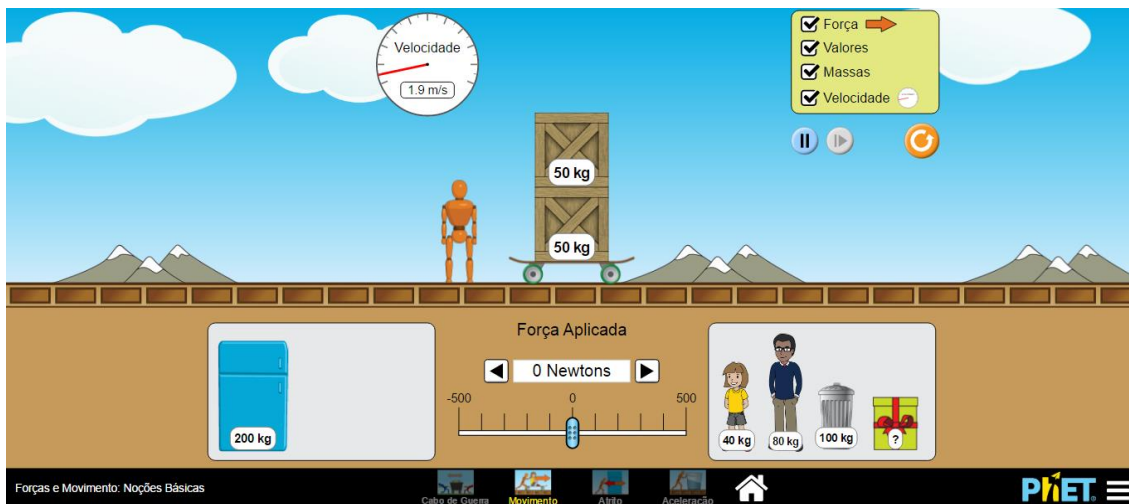 Velocidade
1.9 m/s
Força
Valores
Massas
Velocidade
50 kg
50 kg
Força Aplicada
0 Newtons
-500 0 500
200 kg
40 kg 80 kg 100 kg ?
Forças e Movimento: Noções Básicas
Cabo de Guerra Movimento Atrito Aceleração
PhET